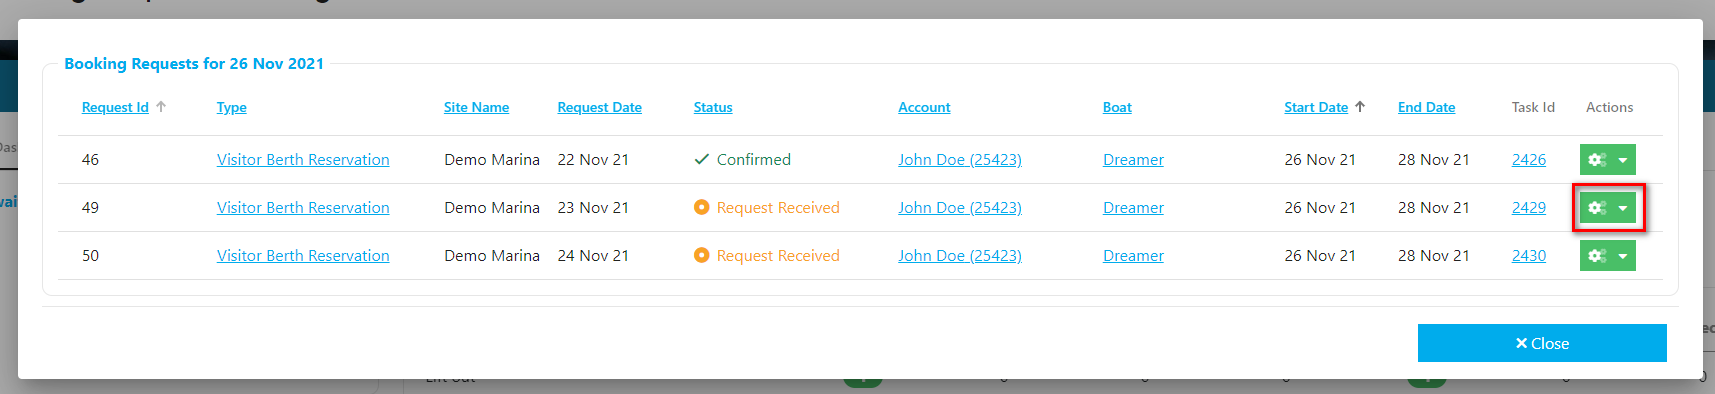 Booking Requests for 26 Nov 2021
Request Id Type Site Name Request Date Status Account Boat Start Date End Date Task Id Actions
46 Visitor Berth Reservation Demo Marina 22 Nov 21 Confirmed John Doe (25423) Dreamer 26 Nov 21 28 Nov 21 2426
49 Visitor Berth Reservation Demo Marina 23 Nov 21 Request Received John Doe (25423) Dreamer 26 Nov 21 28 Nov 21 2429
50 Visitor Berth Reservation Demo Marina 24 Nov 21 Request Received John Doe (25423) Dreamer 26 Nov 21 28 Nov 21 2430
Close